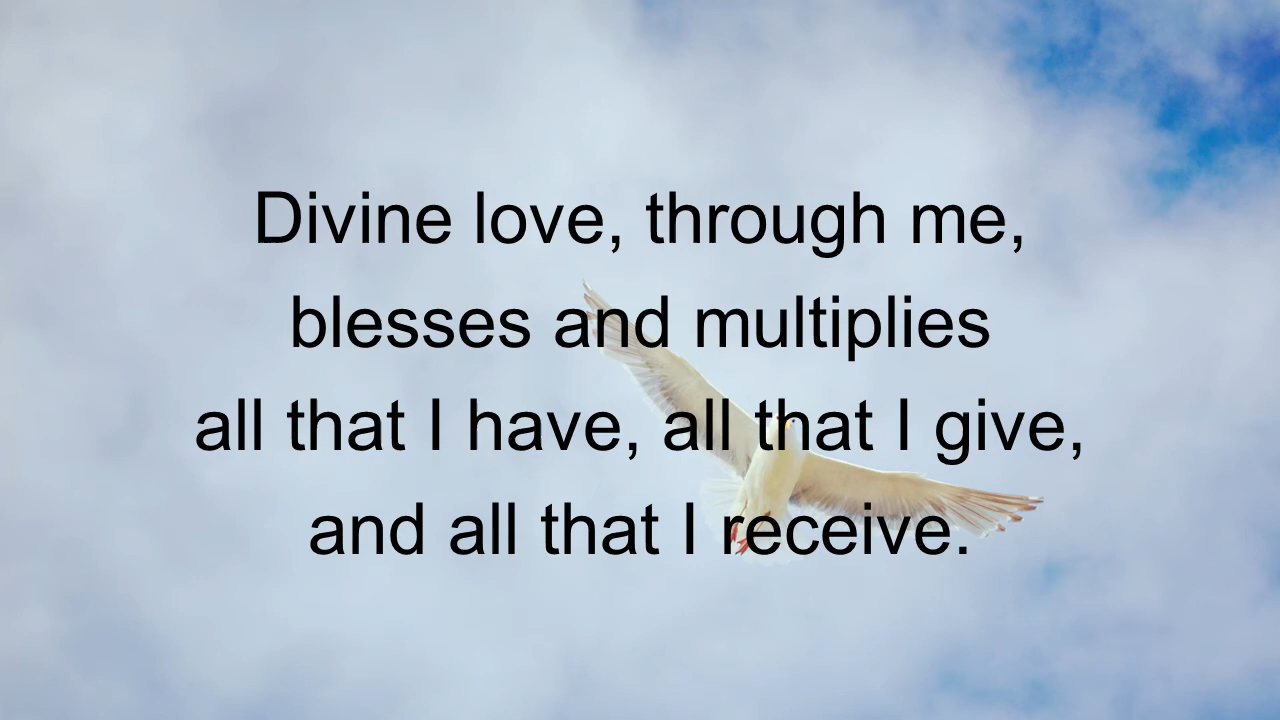 Divine love, through me,
blesses and multiplies
all that I have, all that I give,
and all that I receive.